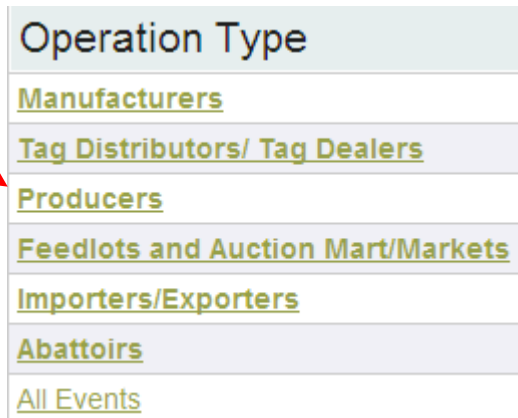 Operation Type
Manufacturers
Tag Distributors/ Tag Dealers
Producers
Feedlots and Auction Mart/Markets
Importers/Exporters
Abattoirs
All Events